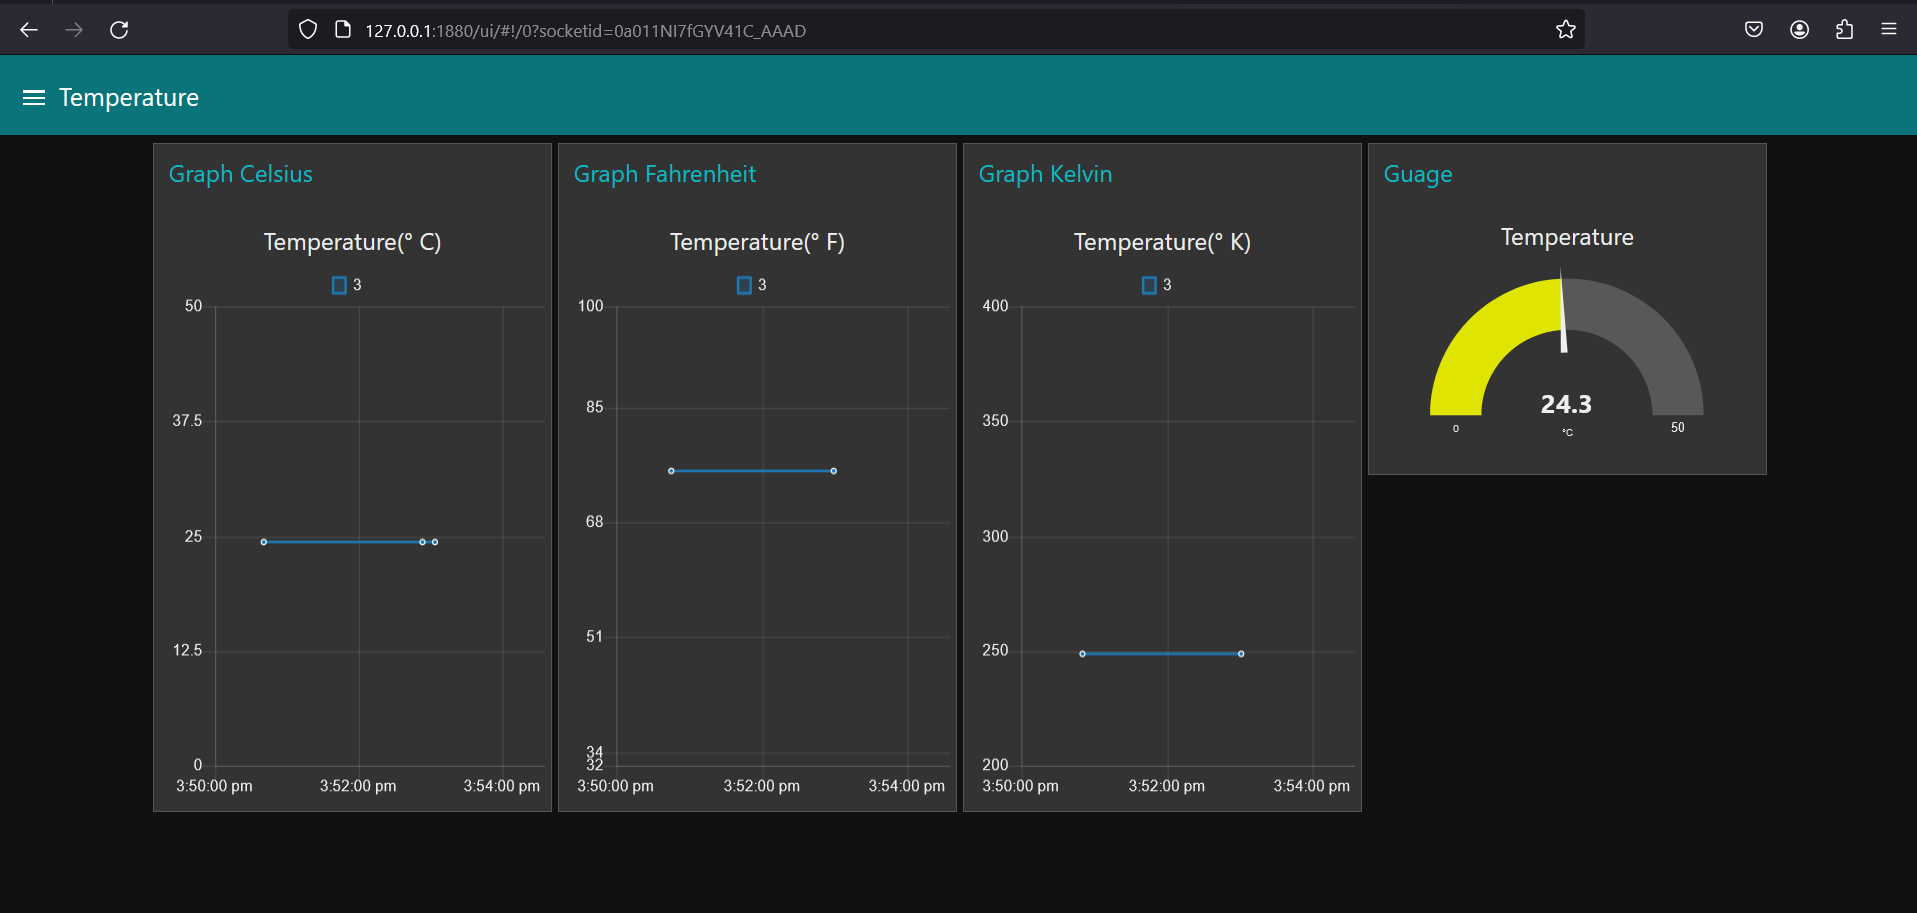 127.0.0.1:1880/ui/#!/0?socketid=0a011NI7fGYV41C_AAAD
Temperature
Graph Celsius
Temperature(° C)
3
50
37.5
25
12.5
0
3:50:00 pm 3:52:00 pm 3:54:00 pm
Graph Fahrenheit
Temperature(° F)
3
100
85
68
51
34
32
3:50:00 pm 3:52:00 pm 3:54:00 pm
Graph Kelvin
Temperature(° K)
3
400
350
300
250
200
3:50:00 pm 3:52:00 pm 3:54:00 pm
Guage
Temperature
24.3
0 °C 50